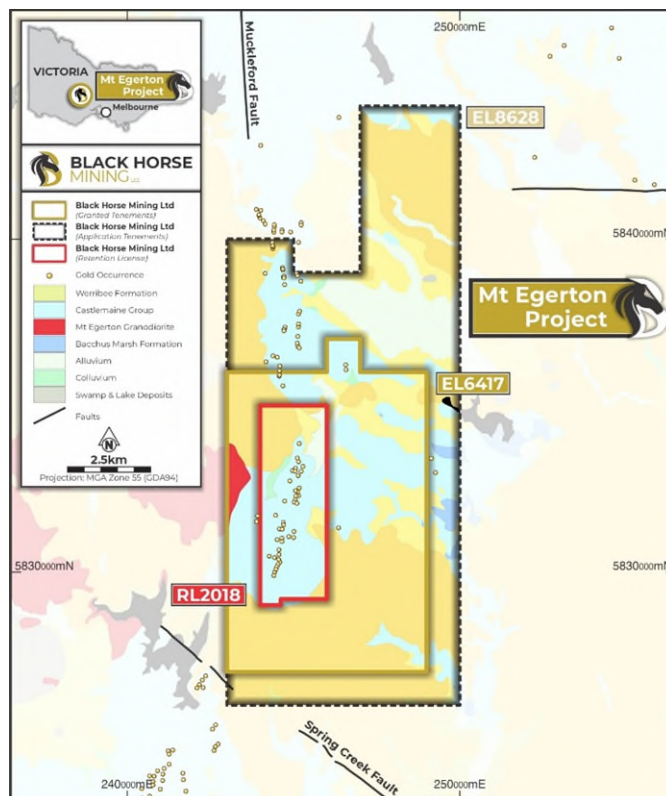 250000mE
Muckleford Fault
VICTORIA
Mt Egerton
Project
Melbourne
EL8628
BLACK HORSE
MINING
Black Horse Mining Ltd
(Granted Tenements)
Black Horse Mining Ltd
(Application Tenements)
Black Horse Mining Ltd
(Retention License)
Gold Occurrence
Werribee Formation
Castlemaine Group
Mt Egerton Granodiorite
Bacchus Marsh Formation
Alluvium
Colluvium
Swamp & Lake Deposits
Faults
N
2.5km
Projection: MGA Zone 55 (GDA94)
5840000mN
Mt Egerton
Project
EL6417
5830000mN
5830000mN
RL2018
Spring Creek Fault
240000mE
250000mE